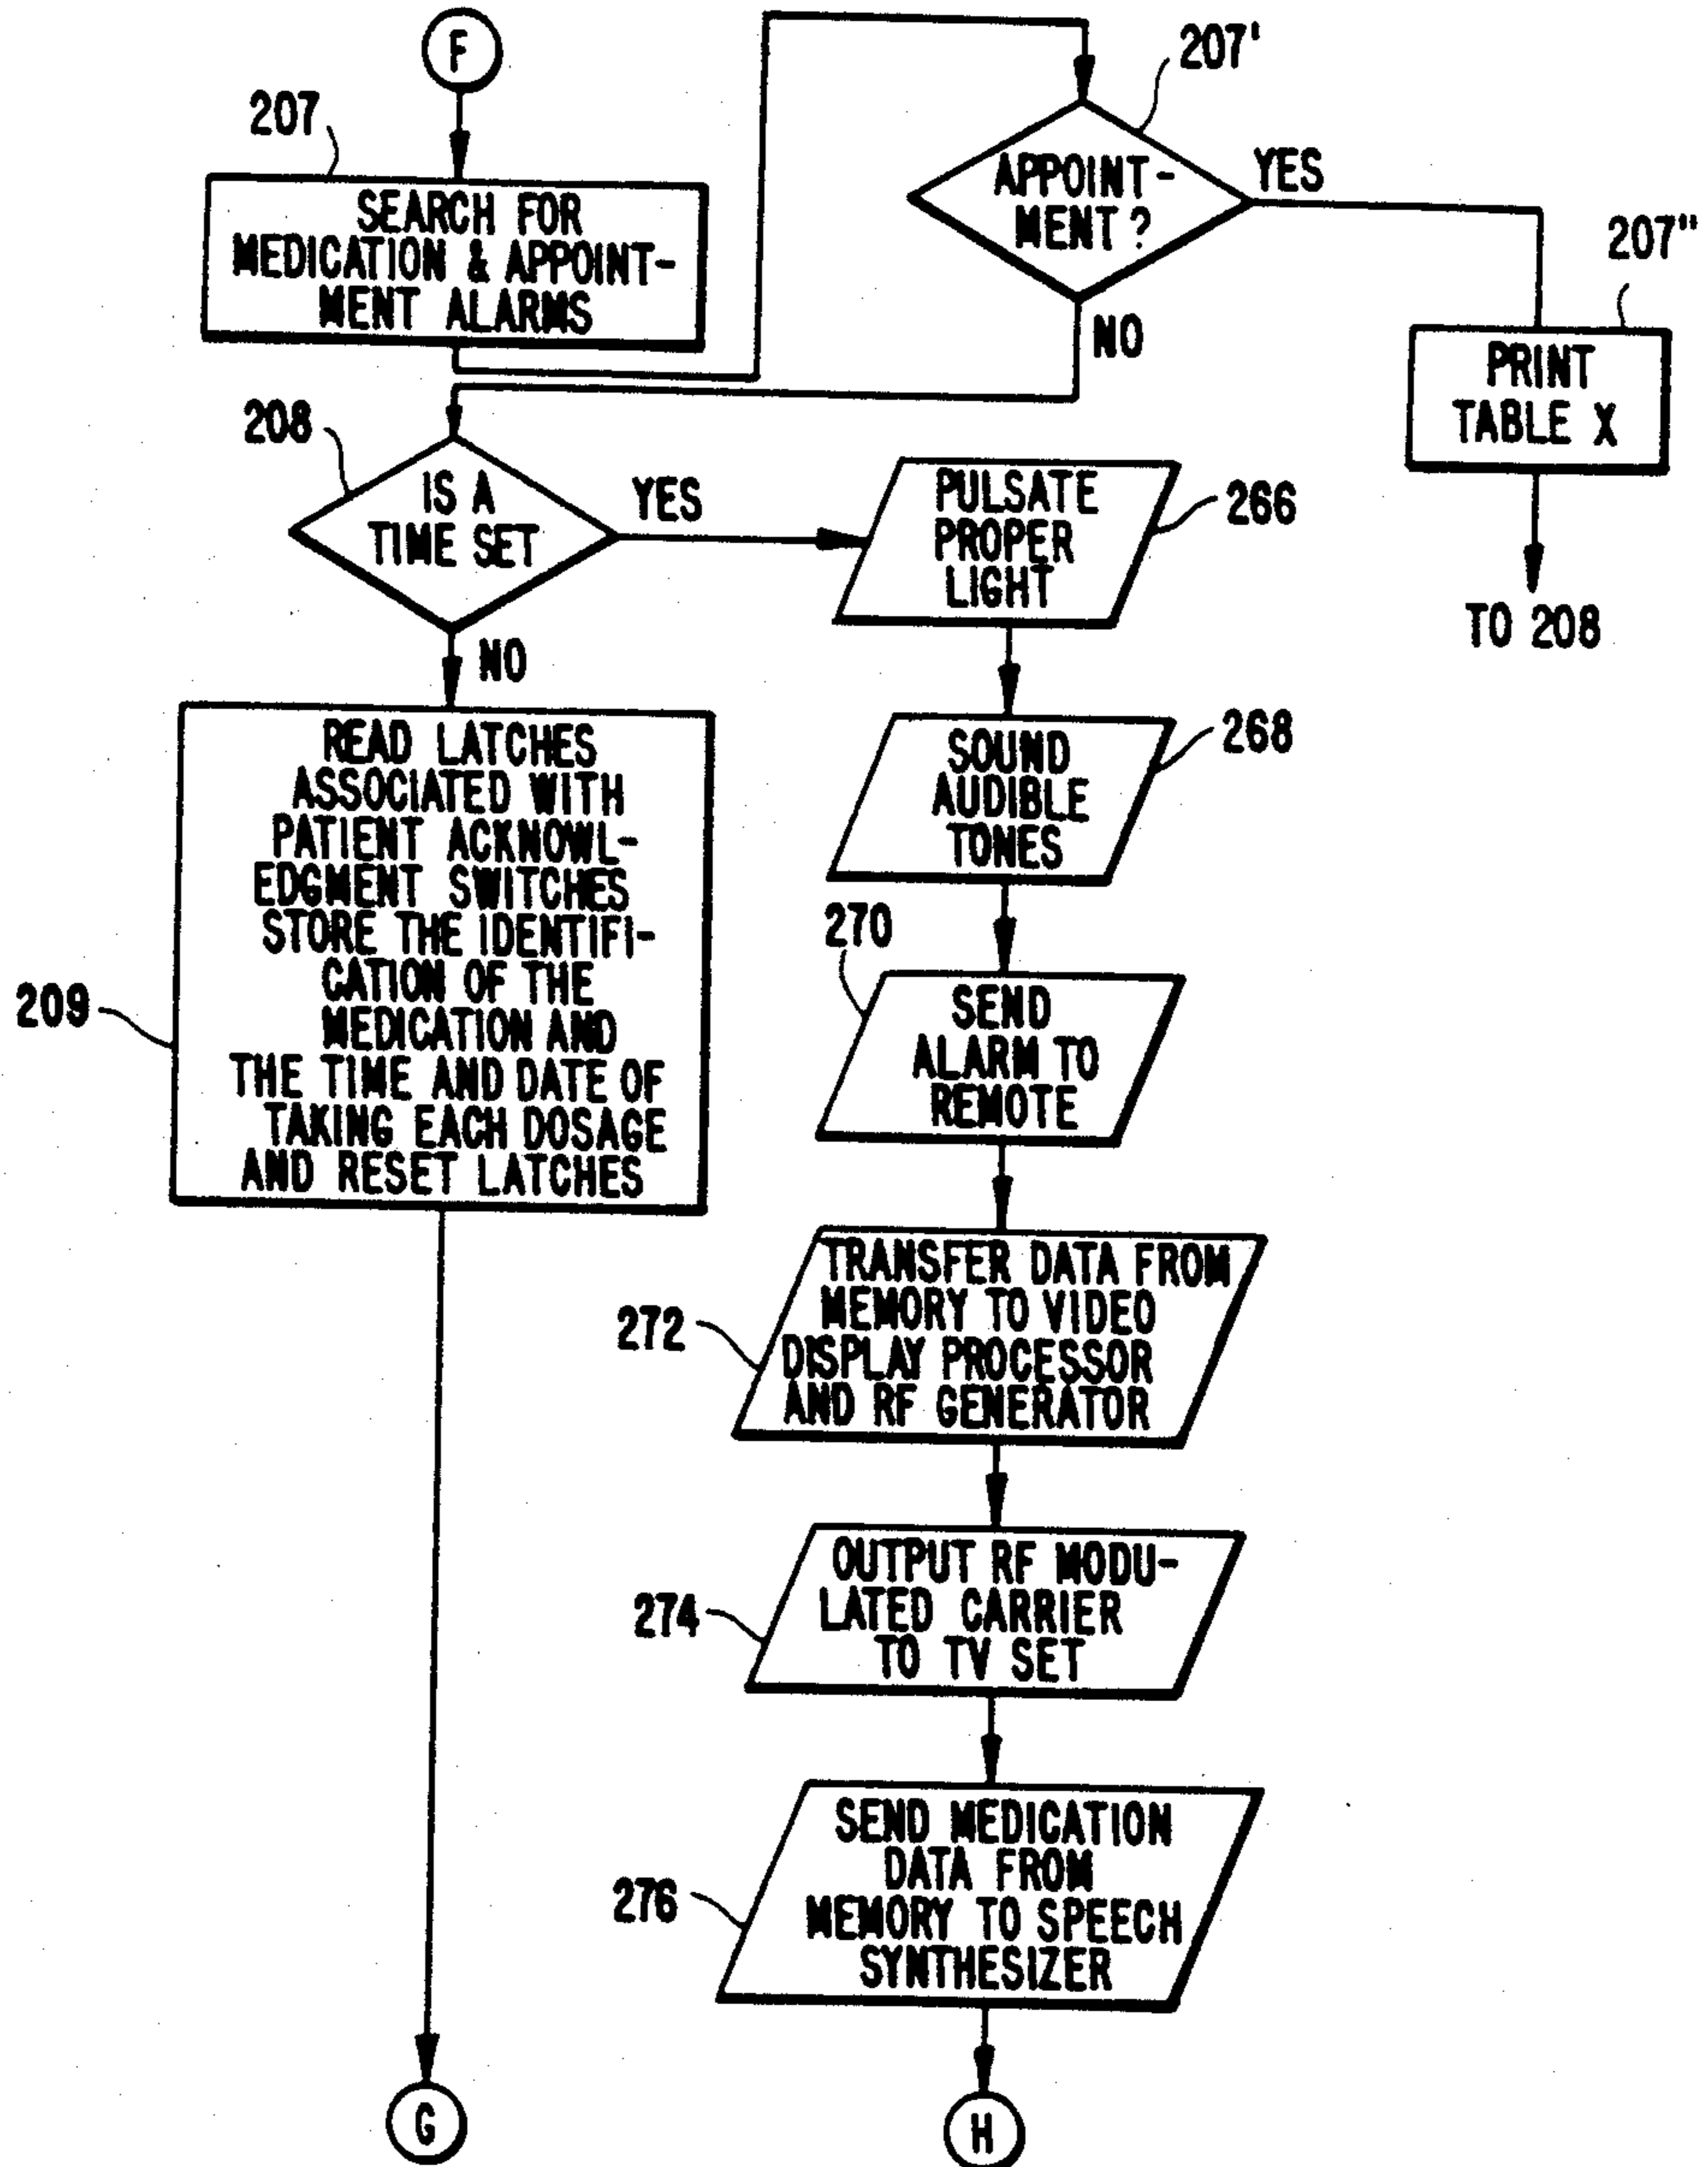 F
207
SEARCH FOR
MEDICATION & APPOINT-
MENT ALARMS
207'
APPOINT-
MENT?
YES
NO
207"
PRINT
TABLE X
TO 208
208
IS A
TIME SET
YES
NO
PULSATE
PROPER
LIGHT
266
SOUND
AUDIBLE
TONES
268
270
SEND
ALARM TO
REMOTE
209
READ LATCHES
ASSOCIATED WITH
PATIENT ACKNOWL-
EDGMENT SWITCHES
STORE THE IDENTIFI-
CATION OF THE
MEDICATION AND
THE TIME AND DATE OF
TAKING EACH DOSAGE
AND RESET LATCHES
272
TRANSFER DATA FROM
MEMORY TO VIDEO
DISPLAY PROCESSOR
AND RF GENERATOR
274
OUTPUT RF MODU-
LATED CARRIER
TO TV SET
276
SEND MEDICATION
DATA FROM
MEMORY TO SPEECH
SYNTHESIZER
G
H